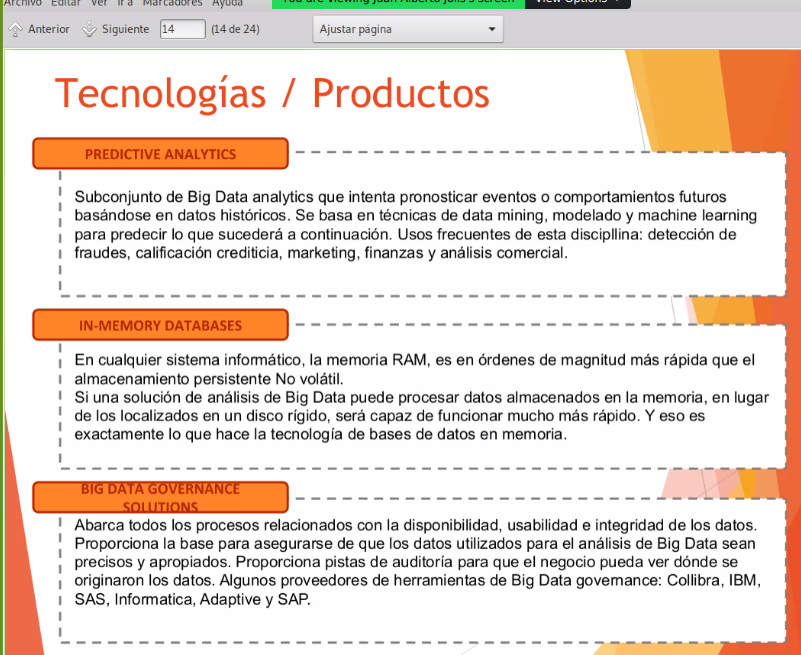 Archivo Editar Ver Ir a Marcadores Ayuda
You are viewing Juan Alberto Jolis's screen View Options
Anterior Siguiente 14 (14 de 24) Ajustar página
Tecnologías / Productos
PREDICTIVE ANALYTICS
Subconjunto de Big Data analytics que intenta pronosticar eventos o comportamientos futuros
basándose en datos históricos. Se basa en técnicas de data mining, modelado y machine learning
para predecir lo que sucederá a continuación. Usos frecuentes de esta discipllina: detección de
fraudes, calificación crediticia, marketing, finanzas y análisis comercial.
IN-MEMORY DATABASES
En cualquier sistema informático, la memoria RAM, es en órdenes de magnitud más rápida que el
almacenamiento persistente No volátil.
Si una solución de análisis de Big Data puede procesar datos almacenados en la memoria, en lugar
de los localizados en un disco rígido, será capaz de funcionar mucho más rápido. Y eso es
exactamente lo que hace la tecnología de bases de datos en memoria.
BIG DATA GOVERNANCE
SOLUTIONS
Abarca todos los procesos relacionados con la disponibilidad, usabilidad e integridad de los datos.
Proporciona la base para asegurarse de que los datos utilizados para el análisis de Big Data sean
precisos y apropiados. Proporciona pistas de auditoría para que el negocio pueda ver dónde se
originaron los datos. Algunos proveedores de herramientas de Big Data governance: Collibra, IBM,
SAS, Informatica, Adaptive y SAP.